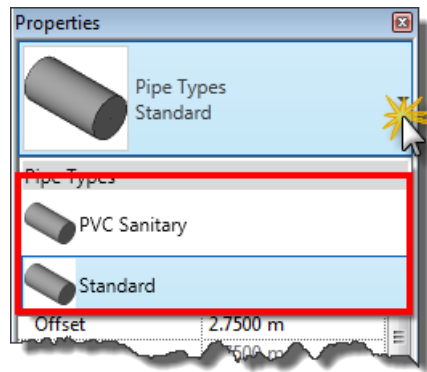 Properties
Pipe Types
Standard
Pipe Types
PVC Sanitary
Standard
Offset 2.7500 m